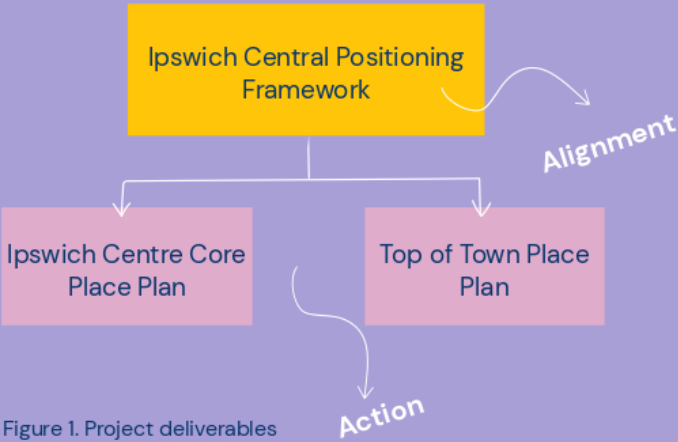 Ipswich Central Positioning
Framework
Alignment
Ipswich Centre Core
Place Plan
Top of Town Place
Plan
Action
Figure 1. Project deliverables